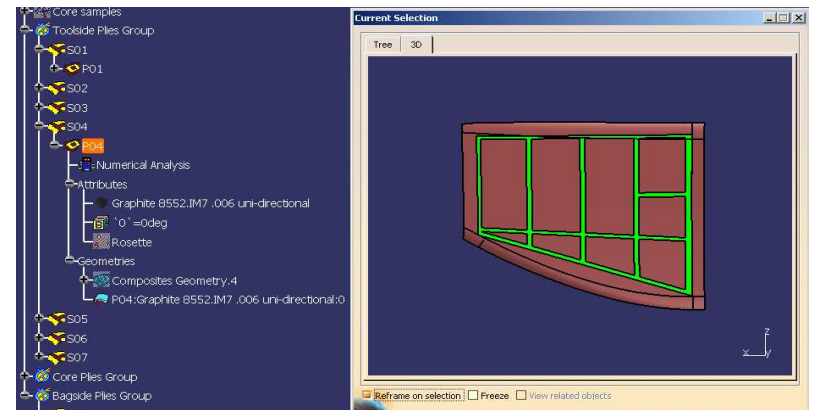 Core samples
Toolside Plies Group
S01
P01
S02
S03
S04
P04
Numerical Analysis
Attributes
Graphite 8552.IM7 .006 uni-directional
`0`=0deg
Rosette
Geometries
Composites Geometry.4
P04:Graphite 8552.IM7 .006 uni-directional:0
S05
S06
S07
Core Plies Group
Bagside Plies Group
Current Selection
Tree 3D
z
x y
Reframe on selection Freeze View related objects